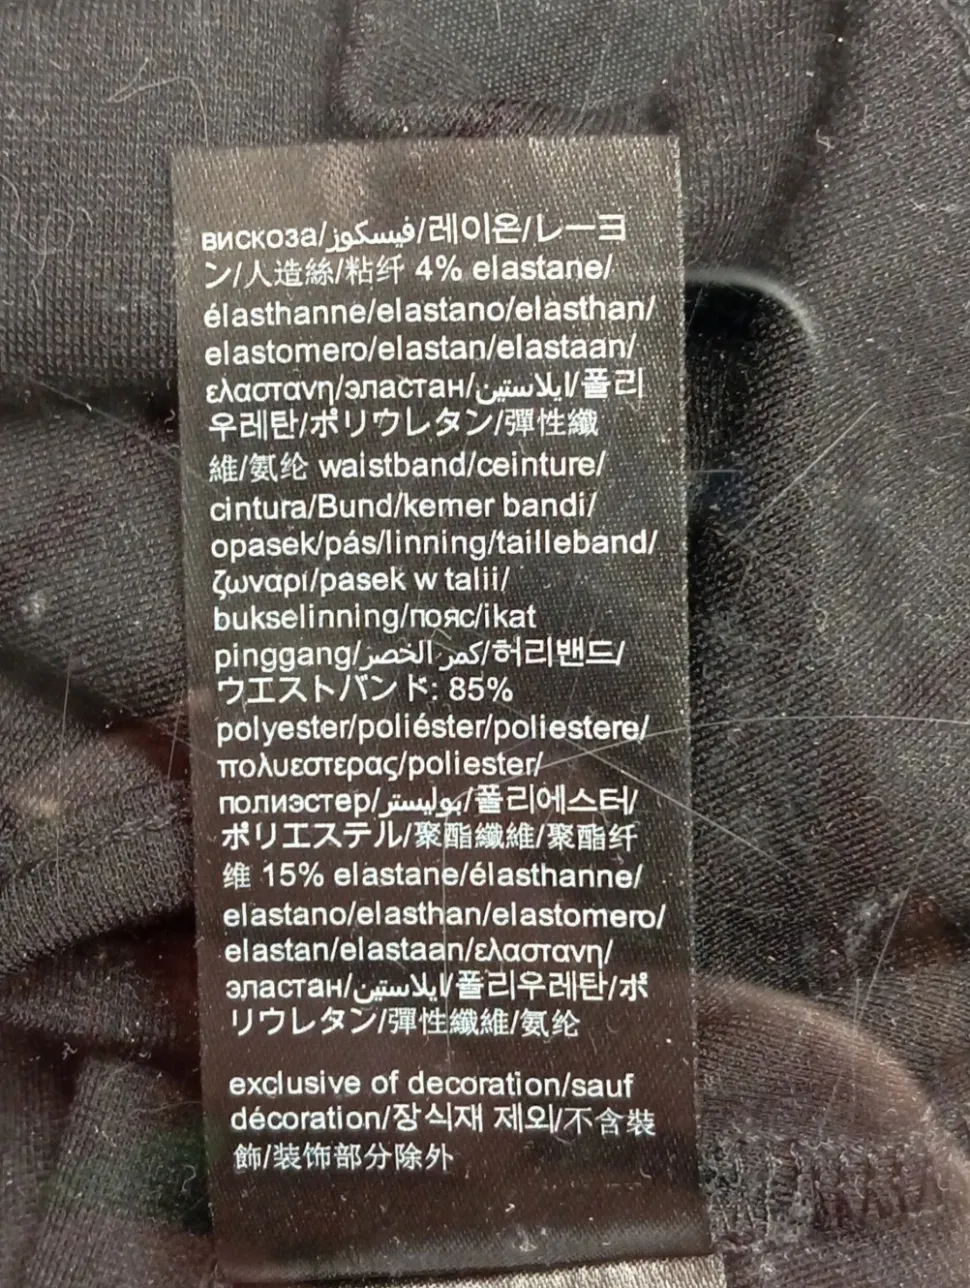 вискоза/فيسكوز/레이온/レーヨ
ン/人造絲/粘纤 4% elastane/
élasthanne/elastano/elasthan/
elastomero/elastan/elastaan/
ελαστανη/эластан/ايلاستين/폴리
우레탄/ポリウレタン/彈性纖
維/氨纶 waistband/ceinture/
cintura/Bund/kemer bandi/
opasek/pás/linning/tailleband/
ζωναρι/pasek w talii/
bukselinning/пояс/ikat
pinggang/كمر الخصر/허리밴드/
ウエストバンド: 85%
polyester/poliéster/poliestere/
πολυεστερας/poliester/
полиэстер/بوليستر/폴리에스터/
ポリエステル/聚酯纖維/聚酯纤
维 15% elastane/élasthanne/
elastano/elasthan/elastomero/
elastan/elastaan/ελαστανη/
эластан/ايلاستين/폴리우레탄/ポ
リウレタン/彈性纖維/氨纶
exclusive of decoration/sauf
décoration/장식재 제외/不含裝
飾/装饰部分除外